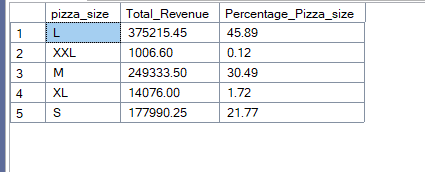 pizza_size Total_Revenue Percentage_Pizza_size
1 L 375215.45 45.89
2 XXL 1006.60 0.12
3 M 249333.50 30.49
4 XL 14076.00 1.72
5 S 177990.25 21.77